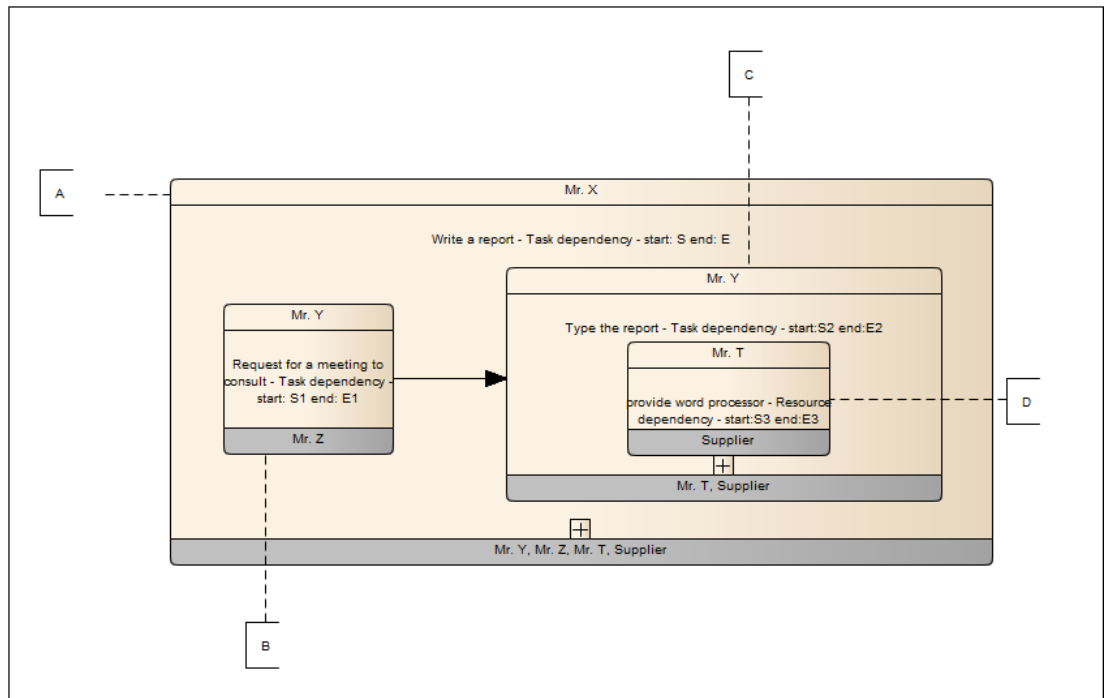 C
A
Mr. X
Write a report - Task dependency - start: S end: E
Mr. Y
Type the report - Task dependency - start:S2 end:E2
Mr. Y
Request for a meeting to
consult - Task dependency -
start: S1 end: E1
Mr. Z
Mr. T
provide word processor - Resource
dependency - start:S3 end:E3
Supplier
D
Mr. T, Supplier
Mr. Y, Mr. Z, Mr. T, Supplier
B